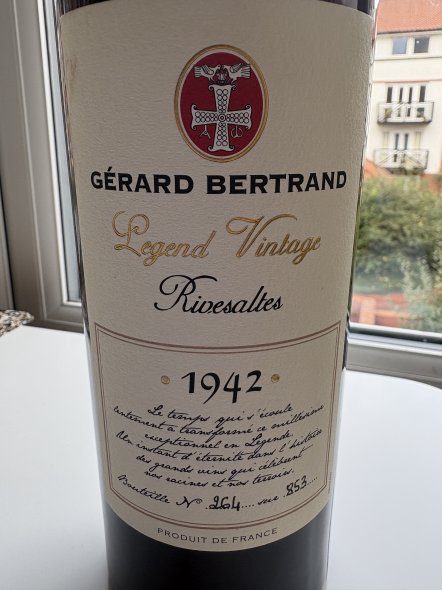 GÉRARD BERTRAND
Legend Vintage
Rivesaltes
· 1942 ·
Le temps qui s'écoule
lentement a transformé ce millésime
exceptionnel en Legende.
Un instant d'éternité dans l'histoire
des grands vins qui célèbrent
nos racines et nos terroirs.
Bouteille N° 264.... sur .853....
PRODUIT DE FRANCE